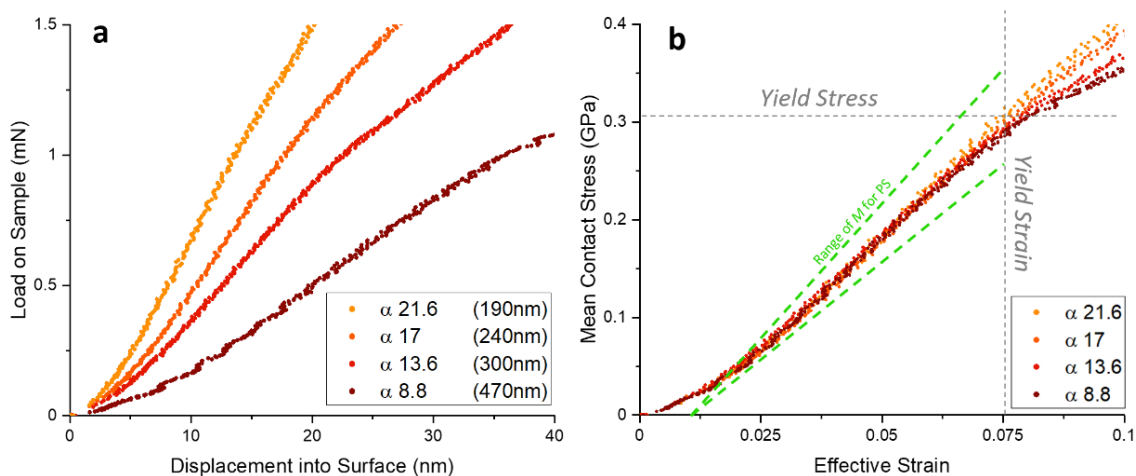 a
1.5
1
0.5
0
Load on Sample (mN)
0
10
20
30
40
Displacement into Surface (nm)
α 21.6 (190nm)
α 17 (240nm)
α 13.6 (300nm)
α 8.8 (470nm)
b
0.4
0.3
0.2
0.1
0
Mean Contact Stress (GPa)
Yield Stress
Range of M for PS
Yield Strain
0
0.025
0.05
0.075
0.1
Effective Strain
α 21.6
α 17
α 13.6
α 8.8